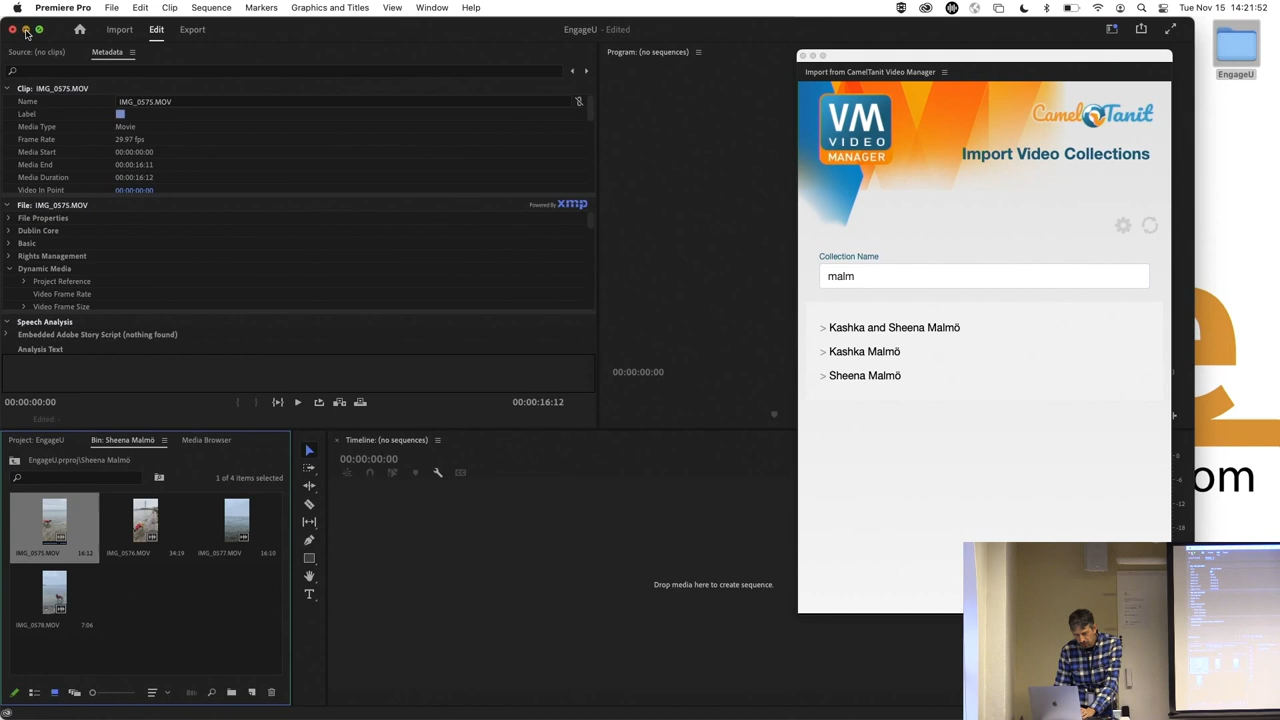 Premiere Pro File Edit Clip Sequence Markers Graphics and Titles View Window Help Tue Nov 15 14:21:52
Import Edit Export EngageU - Edited
EngageU
Source: (no clips) Metadata
Program: (no sequences)
Clip: IMG_0575.MOV
Name IMG_0575.MOV
Label
Media Type Movie
Frame Rate 29.97 fps
Media Start 00:00:00:00
Media End 00:00:16:11
Media Duration 00:00:16:12
Video In Point 00:00:00:00
File: IMG_0575.MOV Powered By xmp
File Properties
Dublin Core
Basic
Rights Management
Dynamic Media
Project Reference
Video Frame Rate
Video Frame Size
Speech Analysis
Embedded Adobe Story Script (nothing found)
Analysis Text
00:00:00:00 00:00:16:12
Edited: -
00:00:00:00
Import from CamelTanit Video Manager
VM
VIDEO
MANAGER
Camel Tanit
Import Video Collections
Collection Name
malm
> Kashka and Sheena Malmö
> Kashka Malmö
> Sheena Malmö
e
om
Project: EngageU Bin: Sheena Malmö Media Browser
EngageU.prproj\Sheena Malmö
1 of 4 items selected
IMG_0575.MOV 16:12 IMG_0576.MOV 34:19 IMG_0577.MOV 16:10
IMG_0578.MOV 7:06
× Timeline: (no sequences)
00:00:00:00
Drop media here to create sequence.
0
-6
-12
-18